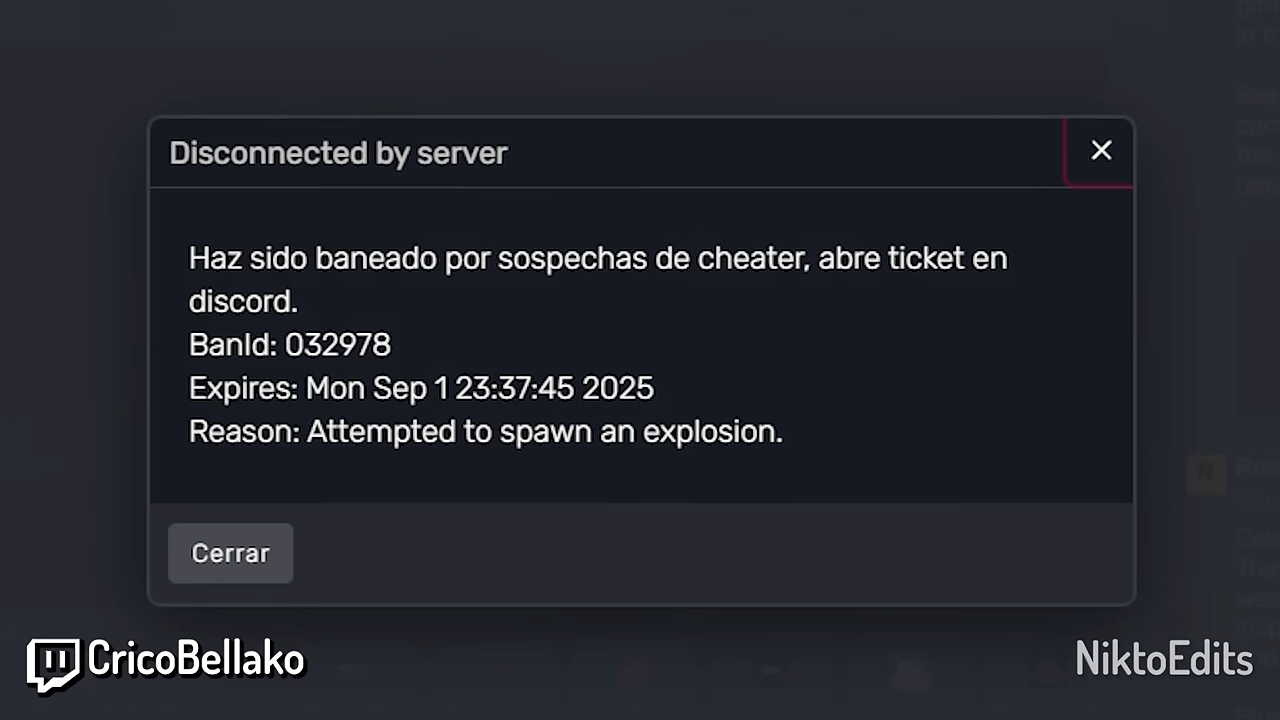 Disconnected by server
Haz sido baneado por sospechas de cheater, abre ticket en
discord.
BanId: 032978
Expires: Mon Sep 1 23:37:45 2025
Reason: Attempted to spawn an explosion.
Cerrar
CricoBellako
NiktoEdits